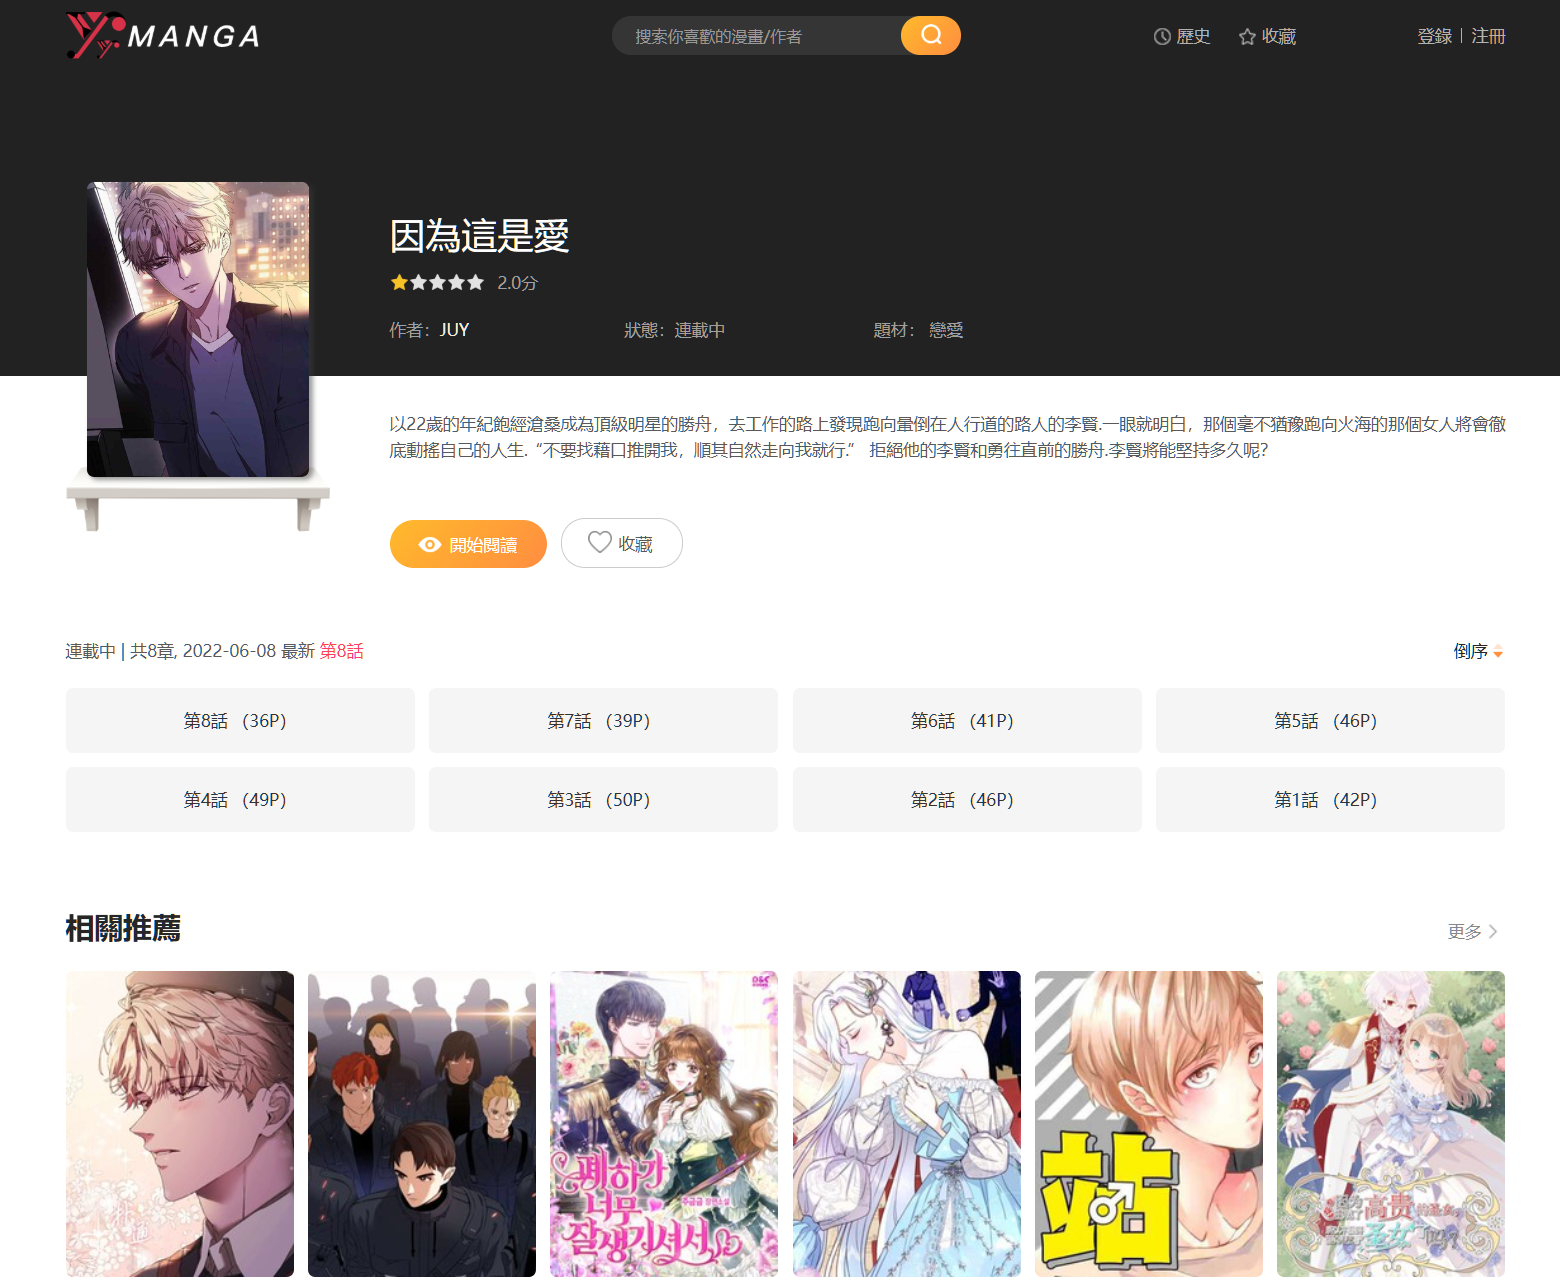 MANGA
搜索你喜歡的漫畫/作者
歷史
收藏
登錄
注冊
因為這是愛
2.0分
作者：JUY
狀態：連載中
題材： 戀愛
以22歲的年紀飽經滄桑成為頂級明星的勝舟，去工作的路上發現跑向暈倒在人行道的路人的李賢.一眼就明白，那個毫不猶豫跑向火海的那個女人將會徹
底動搖自己的人生.“不要找藉口推開我，順其自然走向我就行.” 拒絕他的李賢和勇往直前的勝舟.李賢將能堅持多久呢？
開始閱讀
收藏
連載中 | 共8章, 2022-06-08 最新 第8話
倒序
第8話 （36P）
第7話 （39P）
第6話 （41P）
第5話 （46P）
第4話 （49P）
第3話 （50P）
第2話 （46P）
第1話 （42P）
相關推薦
更多
폐하가
너무
잘생기셔서
站
高贵
圣女